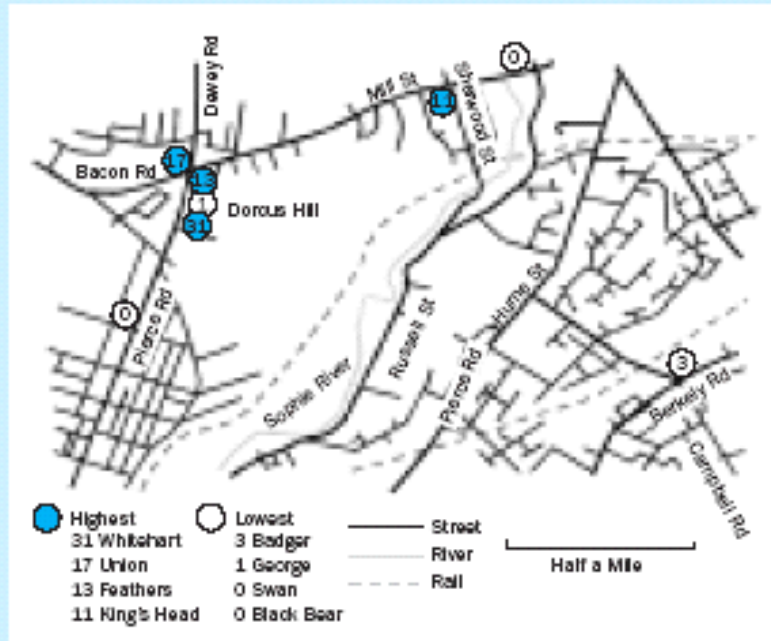 0
Dewey Rd
Mill St
Sherwood St
11
17
Bacon Rd
13
1
Dorcus Hill
31
0
Pierce Rd
Hume St
Russell St
Sophie River
Pierce Rd
3
Berkely Rd
Campbell Rd
Highest
31 Whitehart
17 Union
13 Feathers
11 King's Head
Lowest
3 Badger
1 George
0 Swan
0 Black Bear
Street
River
Rail
Half a Mile